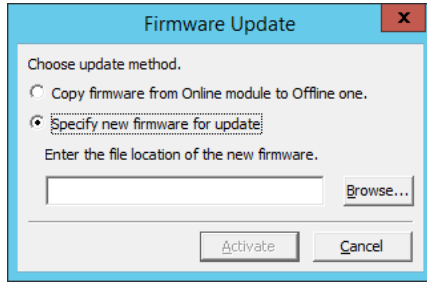 Firmware Update
x
Choose update method.
Copy firmware from Online module to Offline one.
Specify new firmware for update
Enter the file location of the new firmware.
Browse...
Activate Cancel